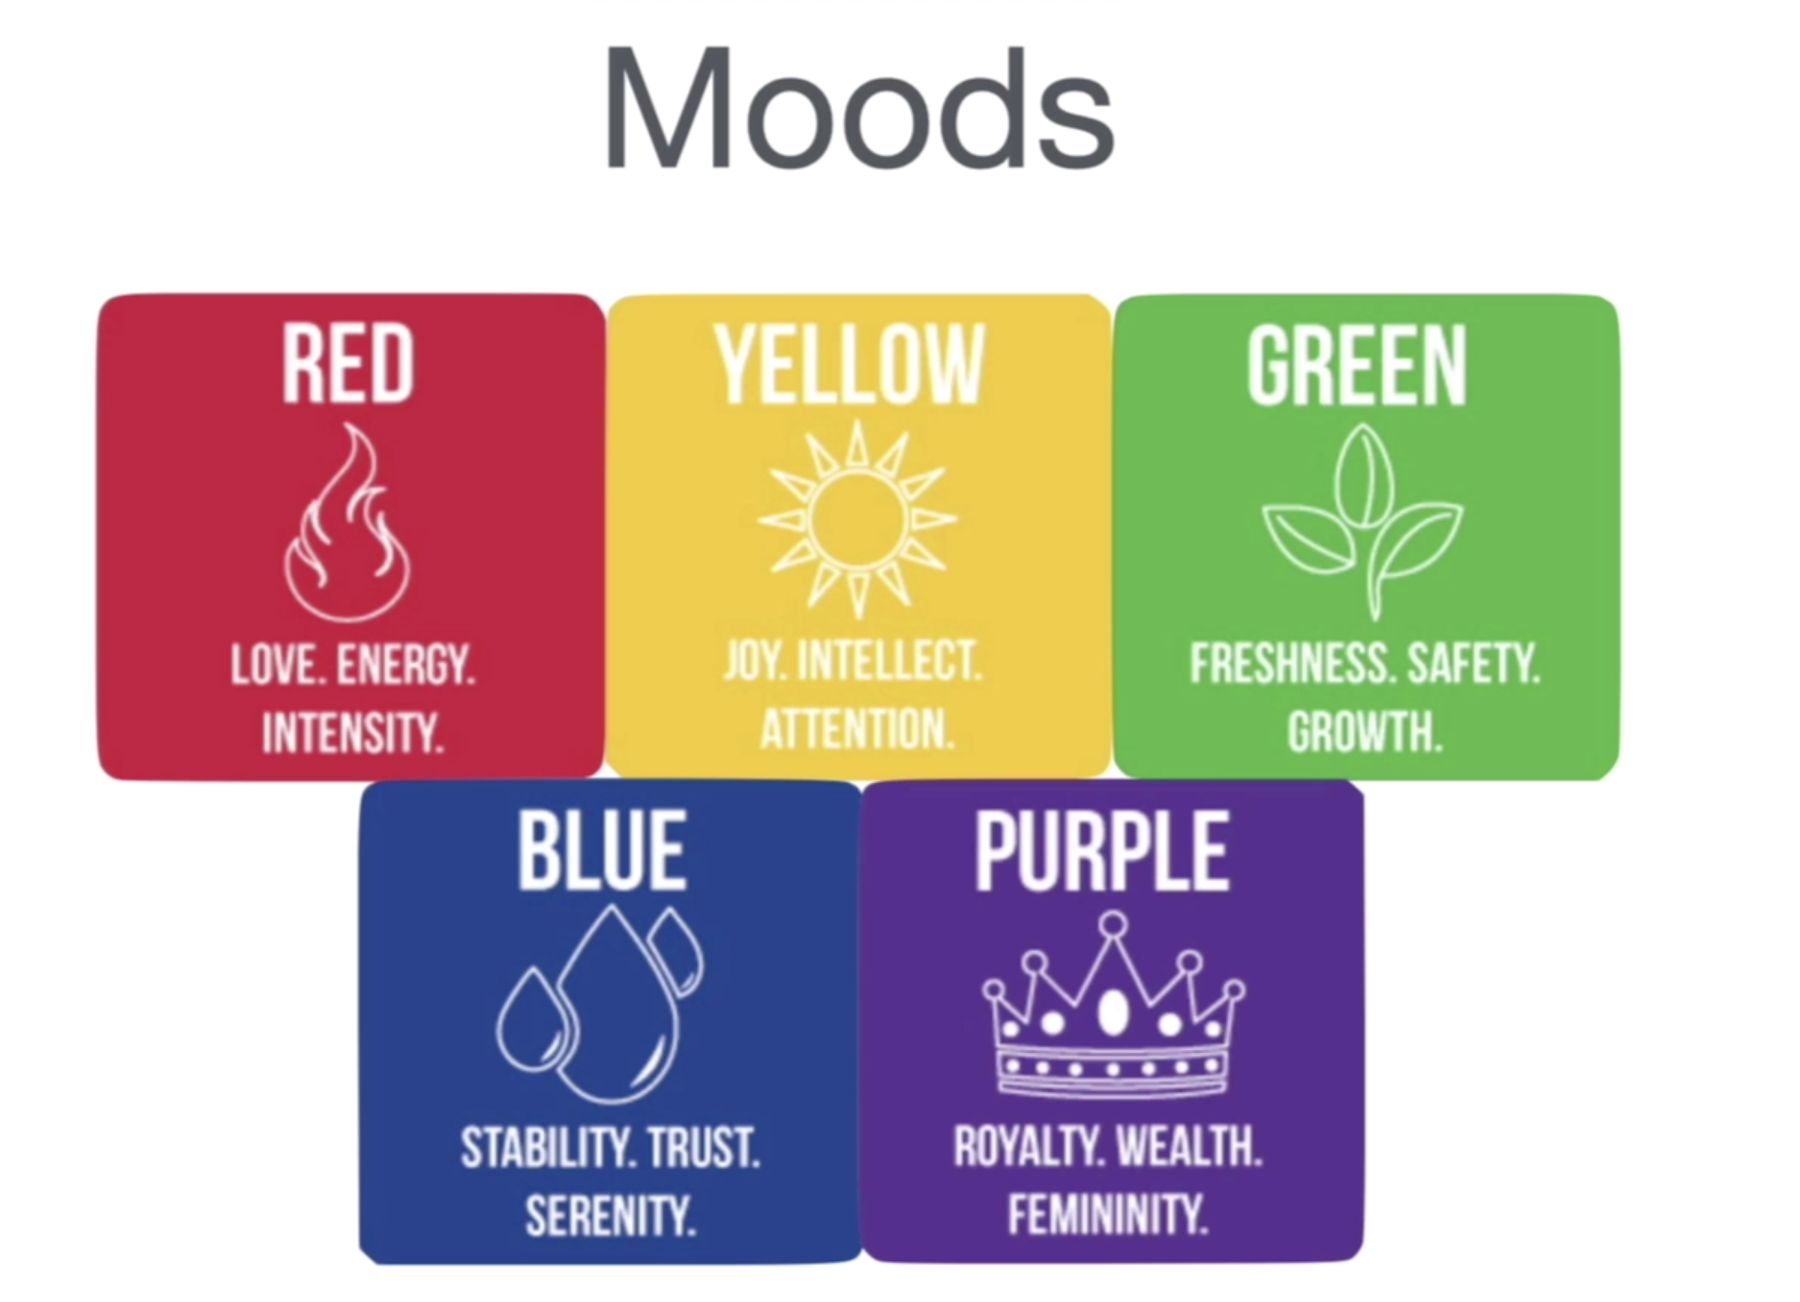 Moods
RED
LOVE. ENERGY.
INTENSITY.
YELLOW
JOY. INTELLECT.
ATTENTION.
GREEN
FRESHNESS. SAFETY.
GROWTH.
BLUE
STABILITY. TRUST.
SERENITY.
PURPLE
ROYALTY. WEALTH.
FEMININITY.